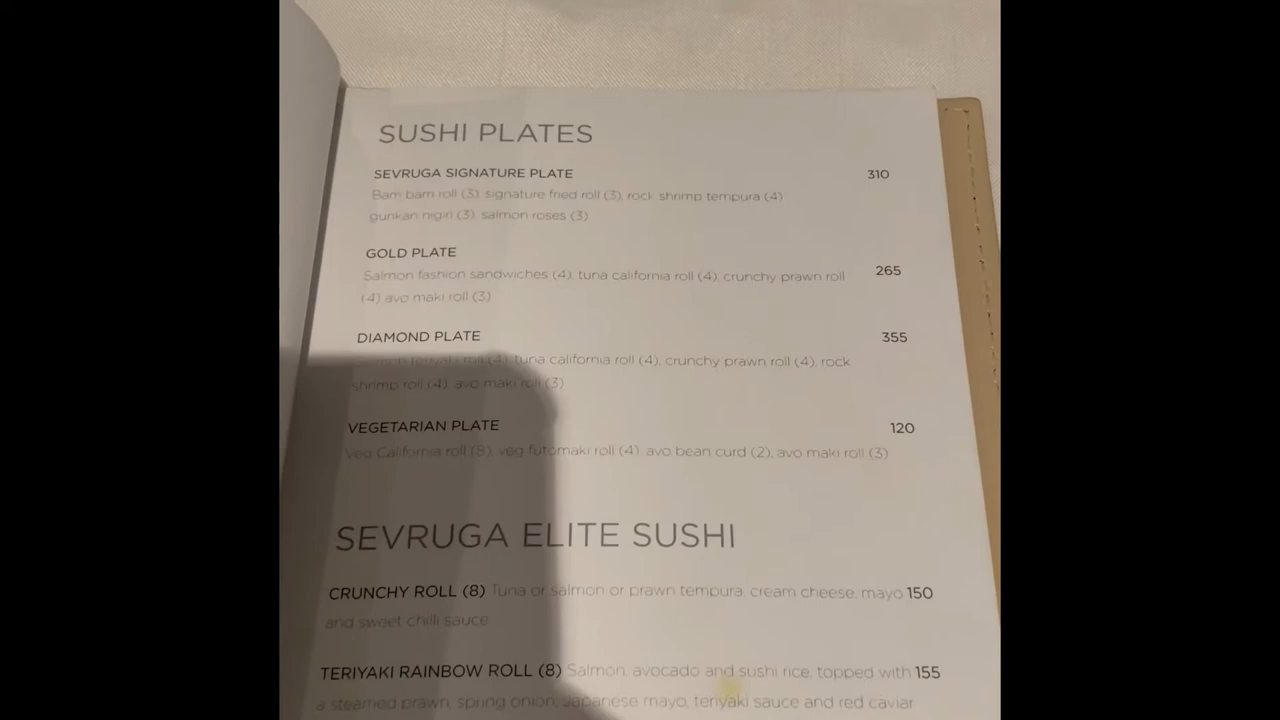 SUSHI PLATES
SEVRUGA SIGNATURE PLATE 310
Bam bam roll (3), signature fried roll (3), rock shrimp tempura (4)
gunkan nigiri (3), salmon roses (3)
GOLD PLATE
Salmon fashion sandwiches (4), tuna california roll (4), crunchy prawn roll 265
(4) avo maki roll (3)
DIAMOND PLATE 355
roll (4), tuna california roll (4), crunchy prawn roll (4), rock
shrimp roll (4), avo maki roll (3)
VEGETARIAN PLATE 120
Veg California roll (8), veg futomaki roll (4), avo bean curd (2), avo maki roll (3)
SEVRUGA ELITE SUSHI
CRUNCHY ROLL (8) Tuna or salmon or prawn tempura, cream cheese, mayo 150
and sweet chilli sauce
TERIYAKI RAINBOW ROLL (8) Salmon, avocado and sushi rice, topped with 155
a steamed prawn, spring onion, Japanese mayo, teriyaki sauce and red caviar